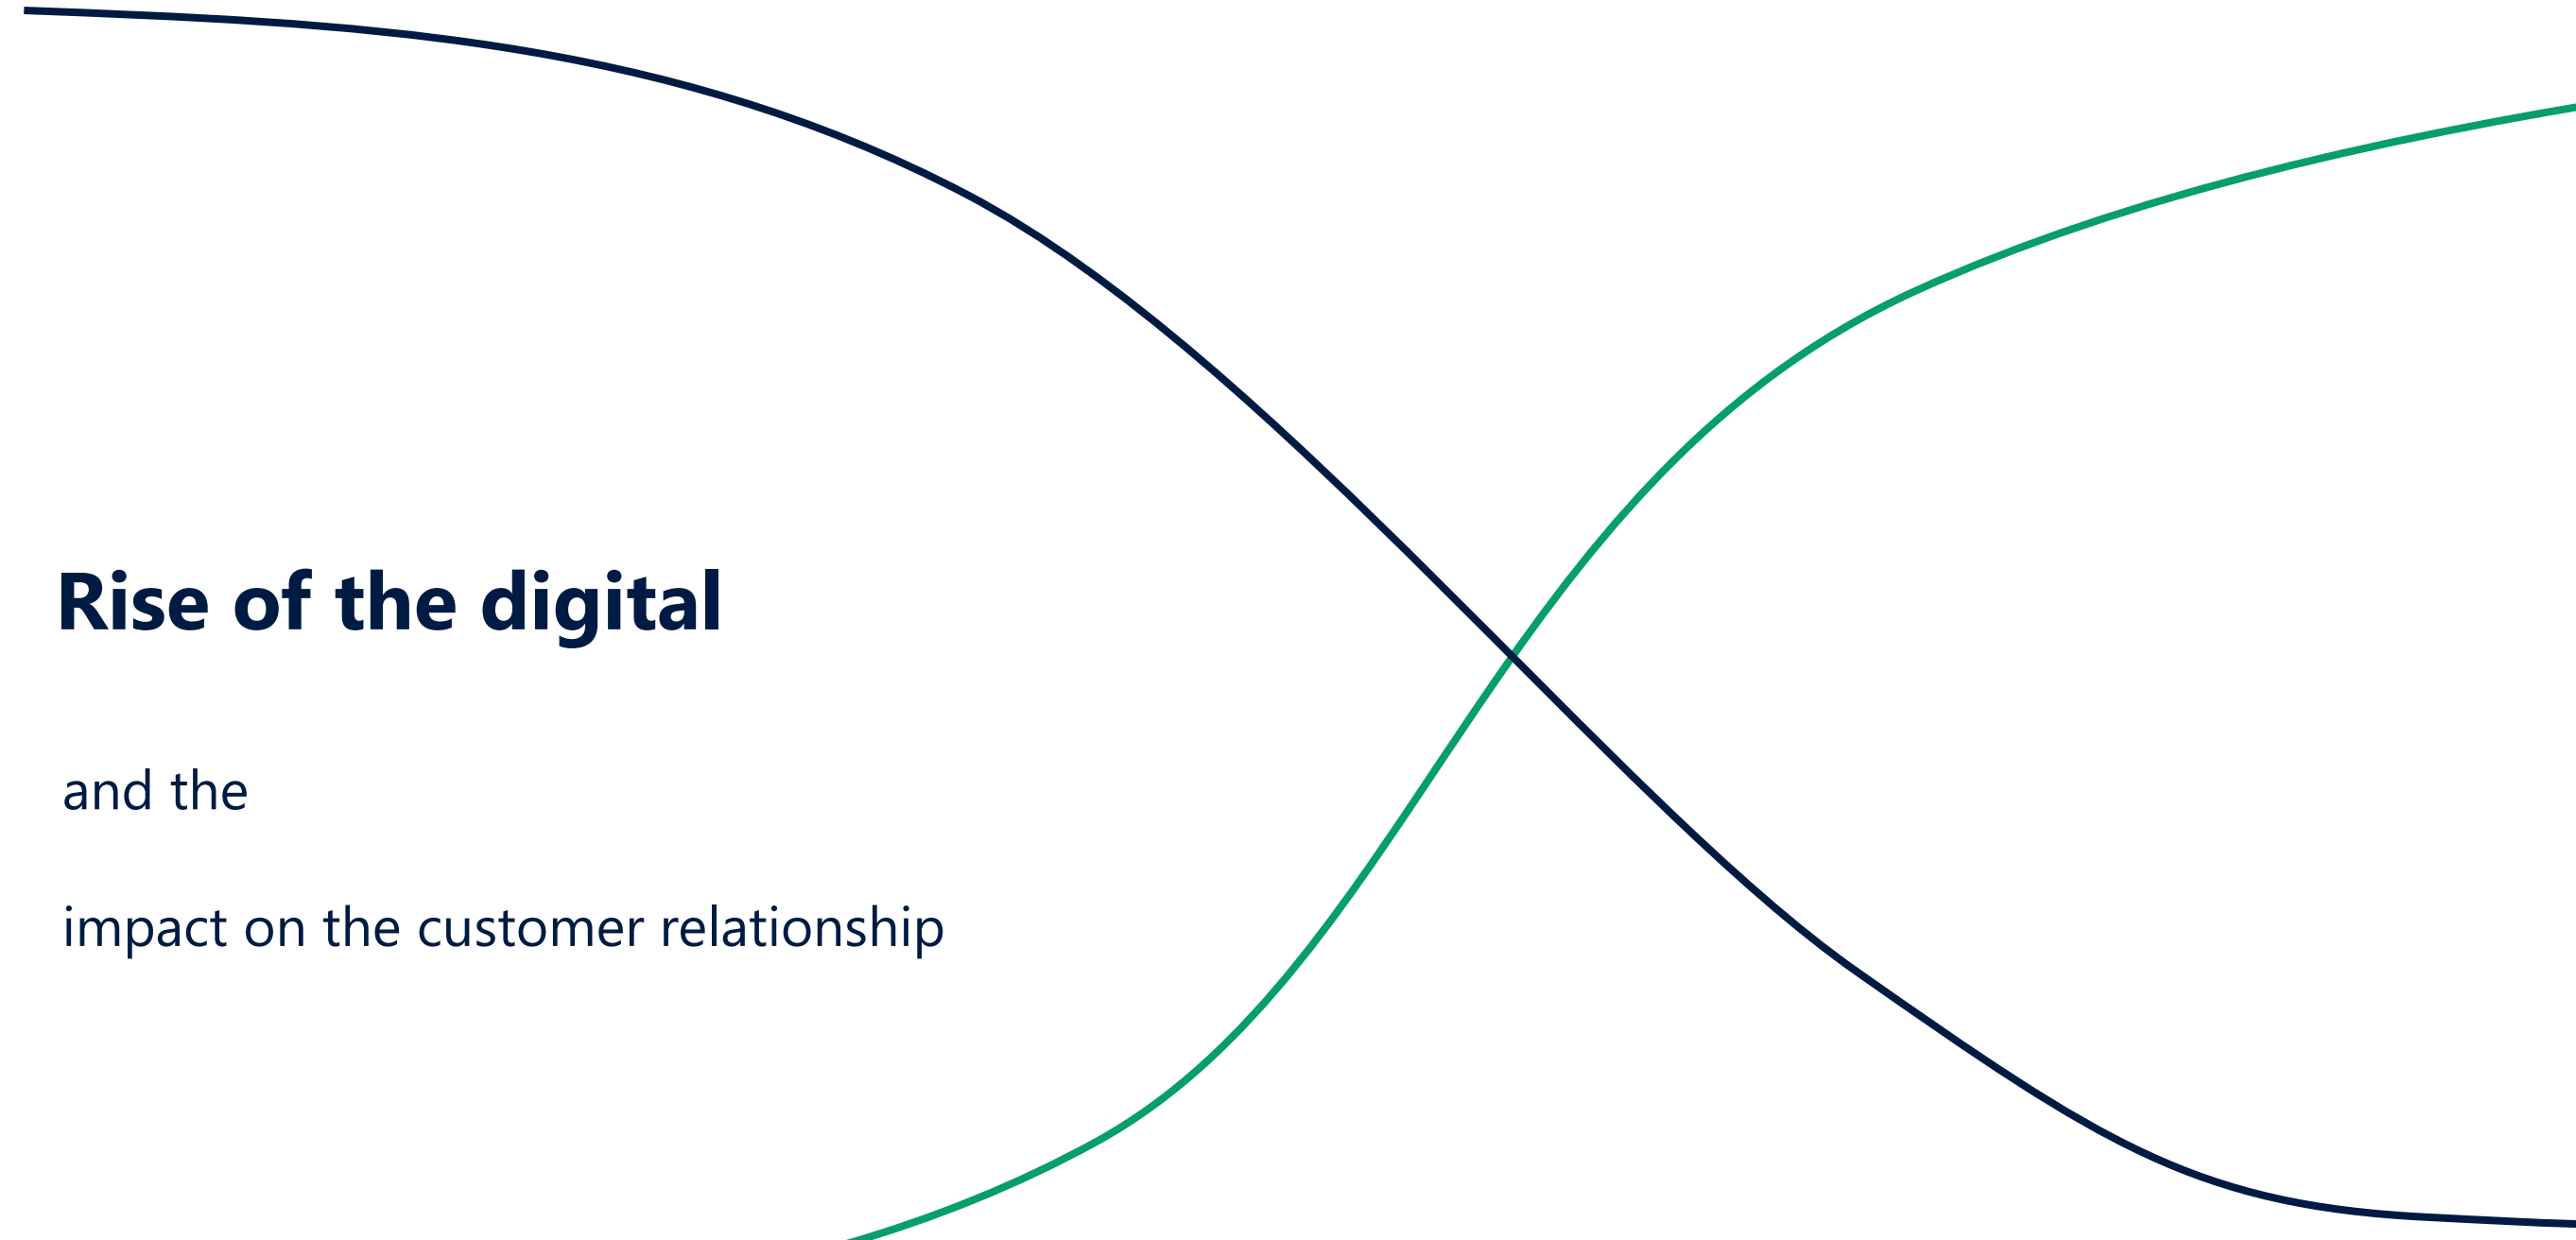 Rise of the digital
and the
impact on the customer relationship